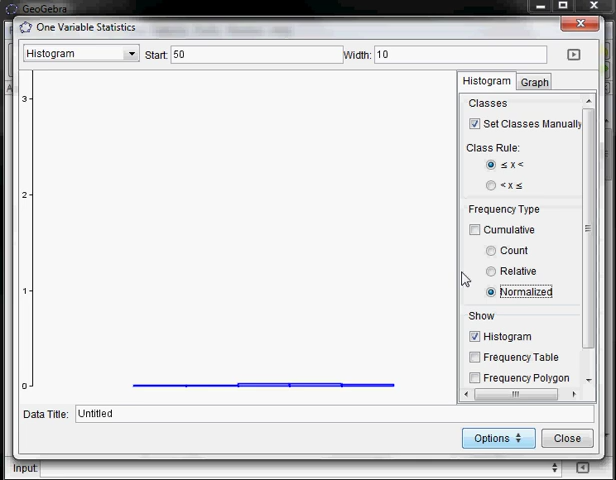 GeoGebra
One Variable Statistics
Histogram Start: 50 Width: 10
Histogram Graph
Classes
Set Classes Manually
Class Rule:
≤ x <
< x ≤
Frequency Type
Cumulative
Count
Relative
Normalized
Show
Histogram
Frequency Table
Frequency Polygon
3
2
1
0
Data Title: Untitled
Options Close
Input: